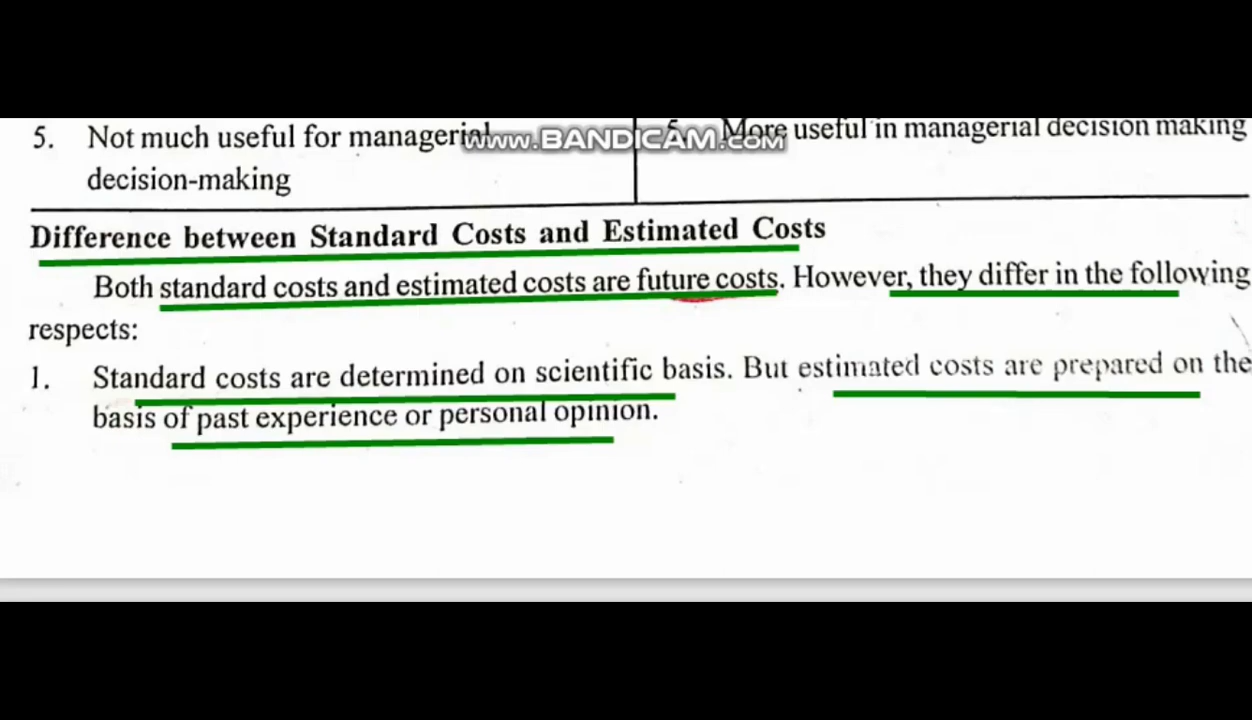 5. Not much useful for managerial
www.BANDICAM.COM
5. More useful in managerial decision making
decision-making
Difference between Standard Costs and Estimated Costs
Both standard costs and estimated costs are future costs. However, they differ in the following
respects:
1. Standard costs are determined on scientific basis. But estimated costs are prepared on the
basis of past experience or personal opinion.